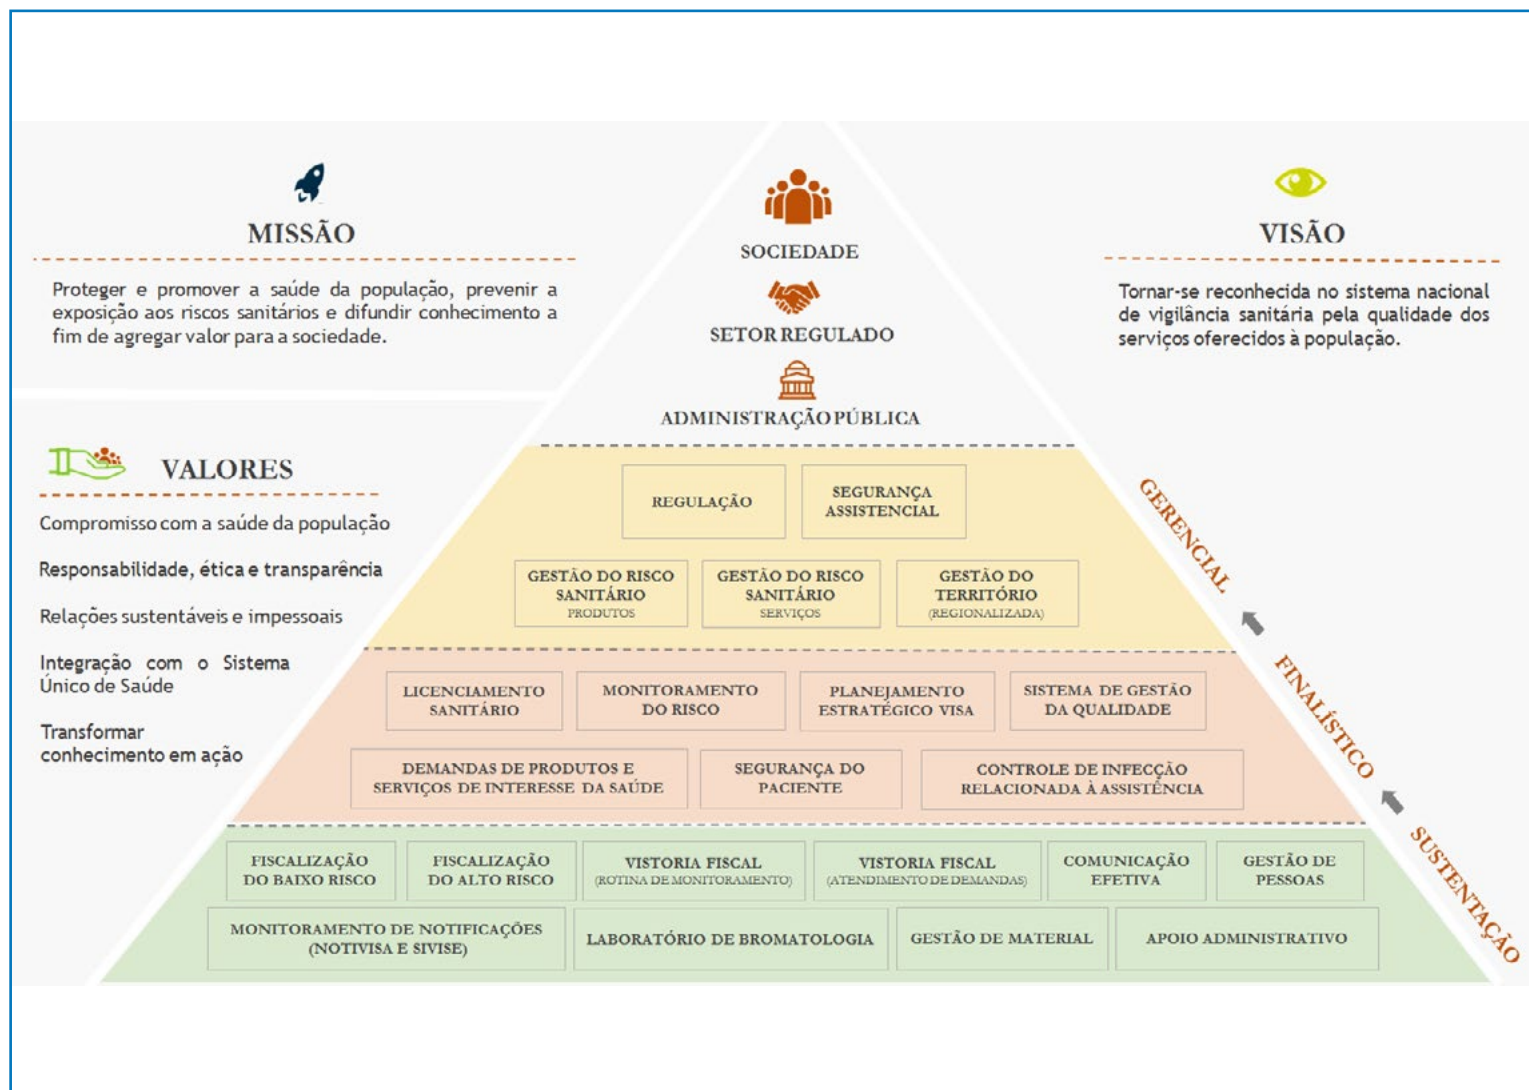 MISSÃO
Proteger e promover a saúde da população, prevenir a
exposição aos riscos sanitários e difundir conhecimento a
fim de agregar valor para a sociedade.
VISÃO
Tornar-se reconhecida no sistema nacional
de vigilância sanitária pela qualidade dos
serviços oferecidos à população.
VALORES
Compromisso com a saúde da população
Responsabilidade, ética e transparência
Relações sustentáveis e impessoais
Integração com o Sistema
Único de Saúde
Transformar
conhecimento em ação
SOCIEDADE
SETOR REGULADO
ADMINISTRAÇÃO PÚBLICA
REGULAÇÃO
SEGURANÇA
ASSISTENCIAL
GESTÃO DO RISCO
SANITÁRIO
PRODUTOS
GESTÃO DO RISCO
SANITÁRIO
SERVIÇOS
GESTÃO DO
TERRITÓRIO
(REGIONALIZADA)
LICENCIAMENTO
SANITÁRIO
MONITORAMENTO
DO RISCO
PLANEJAMENTO
ESTRATÉGICO VISA
SISTEMA DE GESTÃO
DA QUALIDADE
DEMANDAS DE PRODUTOS E
SERVIÇOS DE INTERESSE DA SAÚDE
SEGURANÇA DO
PACIENTE
CONTROLE DE INFECÇÃO
RELACIONADA À ASSISTÊNCIA
FISCALIZAÇÃO
DO BAIXO RISCO
FISCALIZAÇÃO
DO ALTO RISCO
VISTORIA FISCAL
(ROTINA DE MONITORAMENTO)
VISTORIA FISCAL
(ATENDIMENTO DE DEMANDAS)
COMUNICAÇÃO
EFETIVA
GESTÃO DE
PESSOAS
MONITORAMENTO DE NOTIFICAÇÕES
(NOTIVISA E SIVISE)
LABORATÓRIO DE BROMATOLOGIA
GESTÃO DE MATERIAL
APOIO ADMINISTRATIVO
GERENCIAL
FINALÍSTICO
SUSTENTAÇÃO